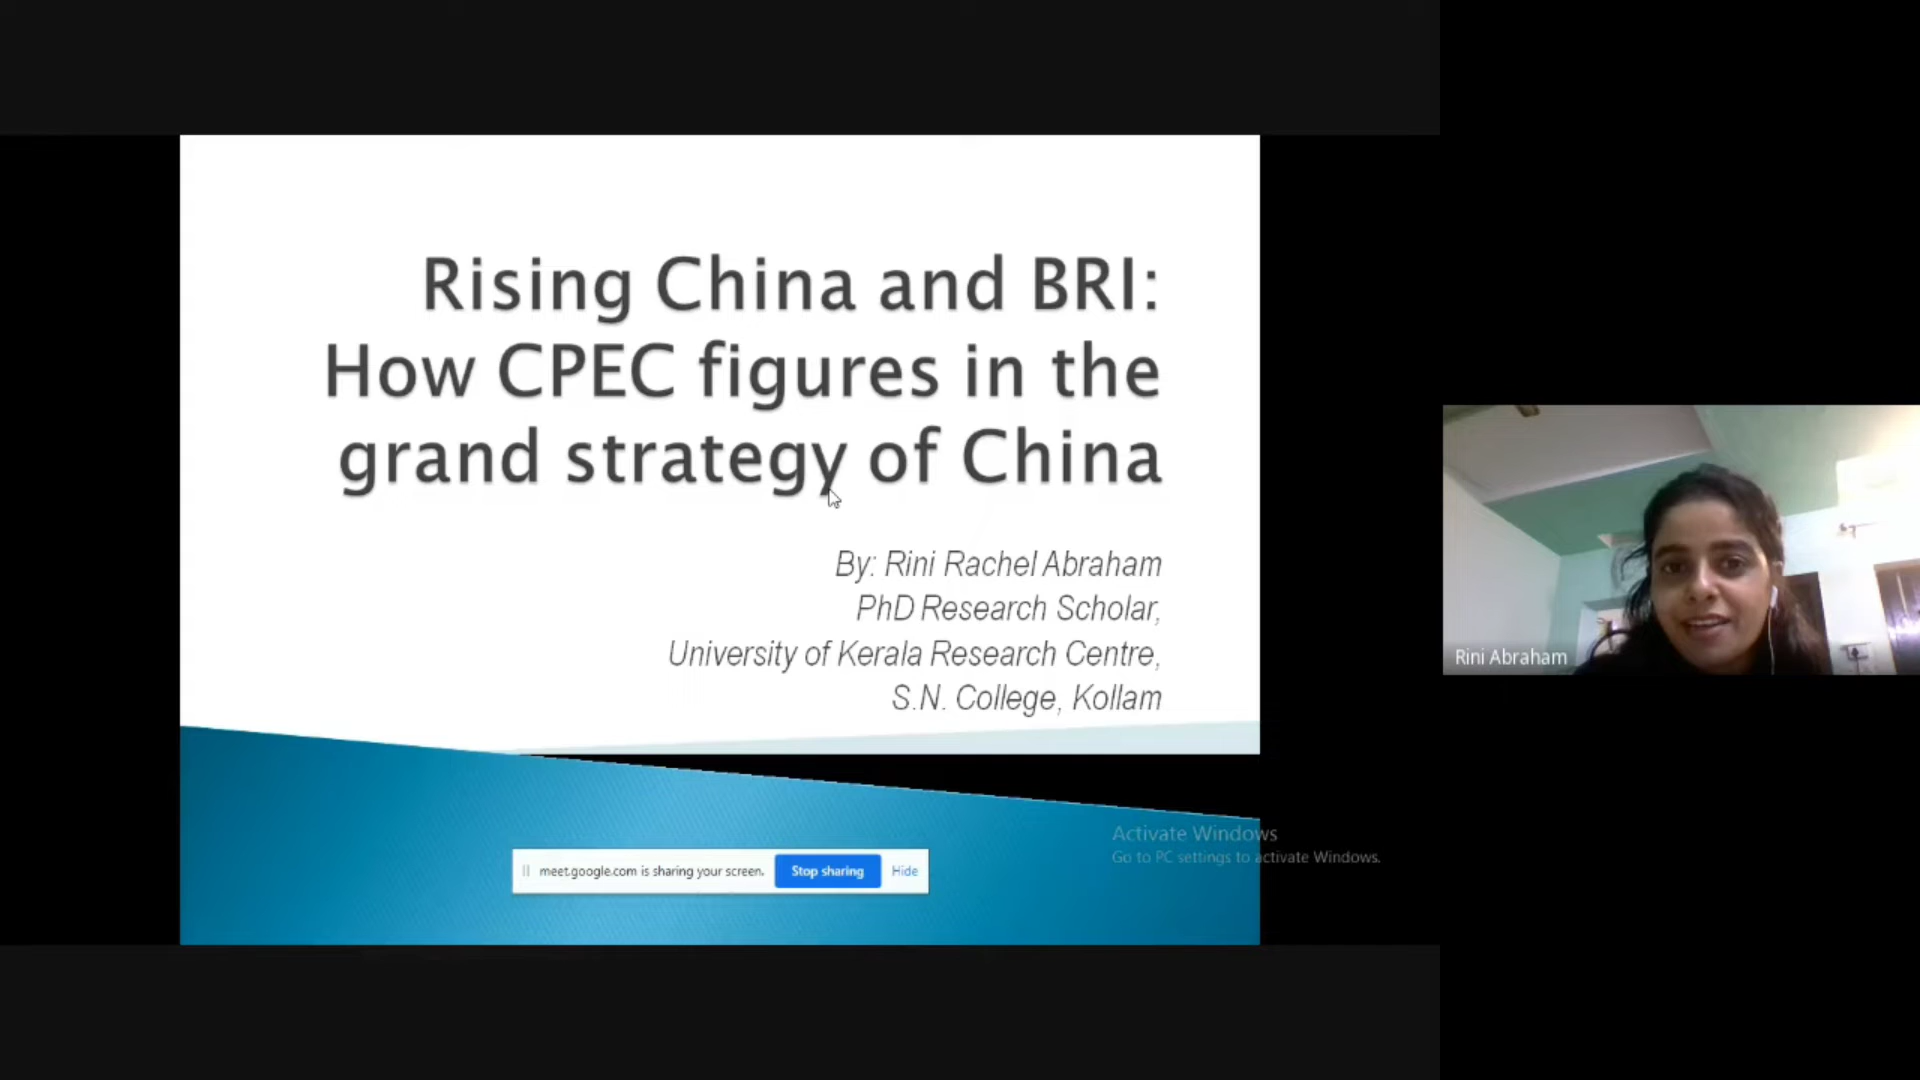 Rising China and BRI:
How CPEC figures in the
grand strategy of China
By: Rini Rachel Abraham
PhD Research Scholar,
University of Kerala Research Centre,
S.N. College, Kollam
Rini Abraham
Activate Windows
Go to PC settings to activate Windows.
meet.google.com is sharing your screen. Stop sharing Hide